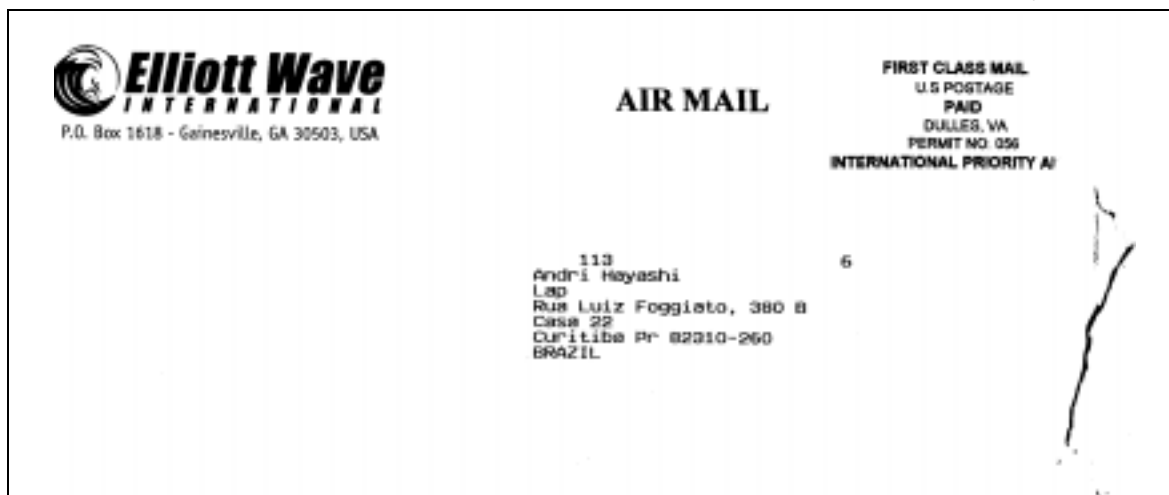 Elliott Wave
INTERNATIONAL
P.O. Box 1618 - Gainesville, GA 30503, USA
AIR MAIL
FIRST CLASS MAIL
U.S POSTAGE
PAID
DULLES, VA
PERMIT NO. 056
INTERNATIONAL PRIORITY AI
113 6
Andri Hayashi
Lap
Rua Luiz Foggiato, 380 B
Casa 22
Curitiba Pr 82310-260
BRAZIL